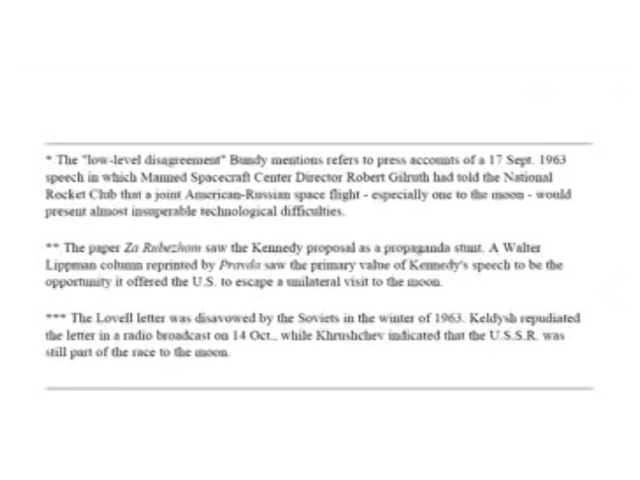 * The "low-level disagreement" Bundy mentions refers to press accounts of a 17 Sept. 1963
speech in which Manned Spacecraft Center Director Robert Gilruth had told the National
Rocket Club that a joint American-Russian space flight - especially one to the moon - would
present almost insuperable technological difficulties.
** The paper Za Rubezhom saw the Kennedy proposal as a propaganda stunt. A Walter
Lippman column reprinted by Pravda saw the primary value of Kennedy's speech to be the
opportunity it offered the U.S. to escape a unilateral visit to the moon.
*** The Lovell letter was disavowed by the Soviets in the winter of 1963. Keldysh repudiated
the letter in a radio broadcast on 14 Oct., while Khrushchev indicated that the U.S.S.R. was
still part of the race to the moon.